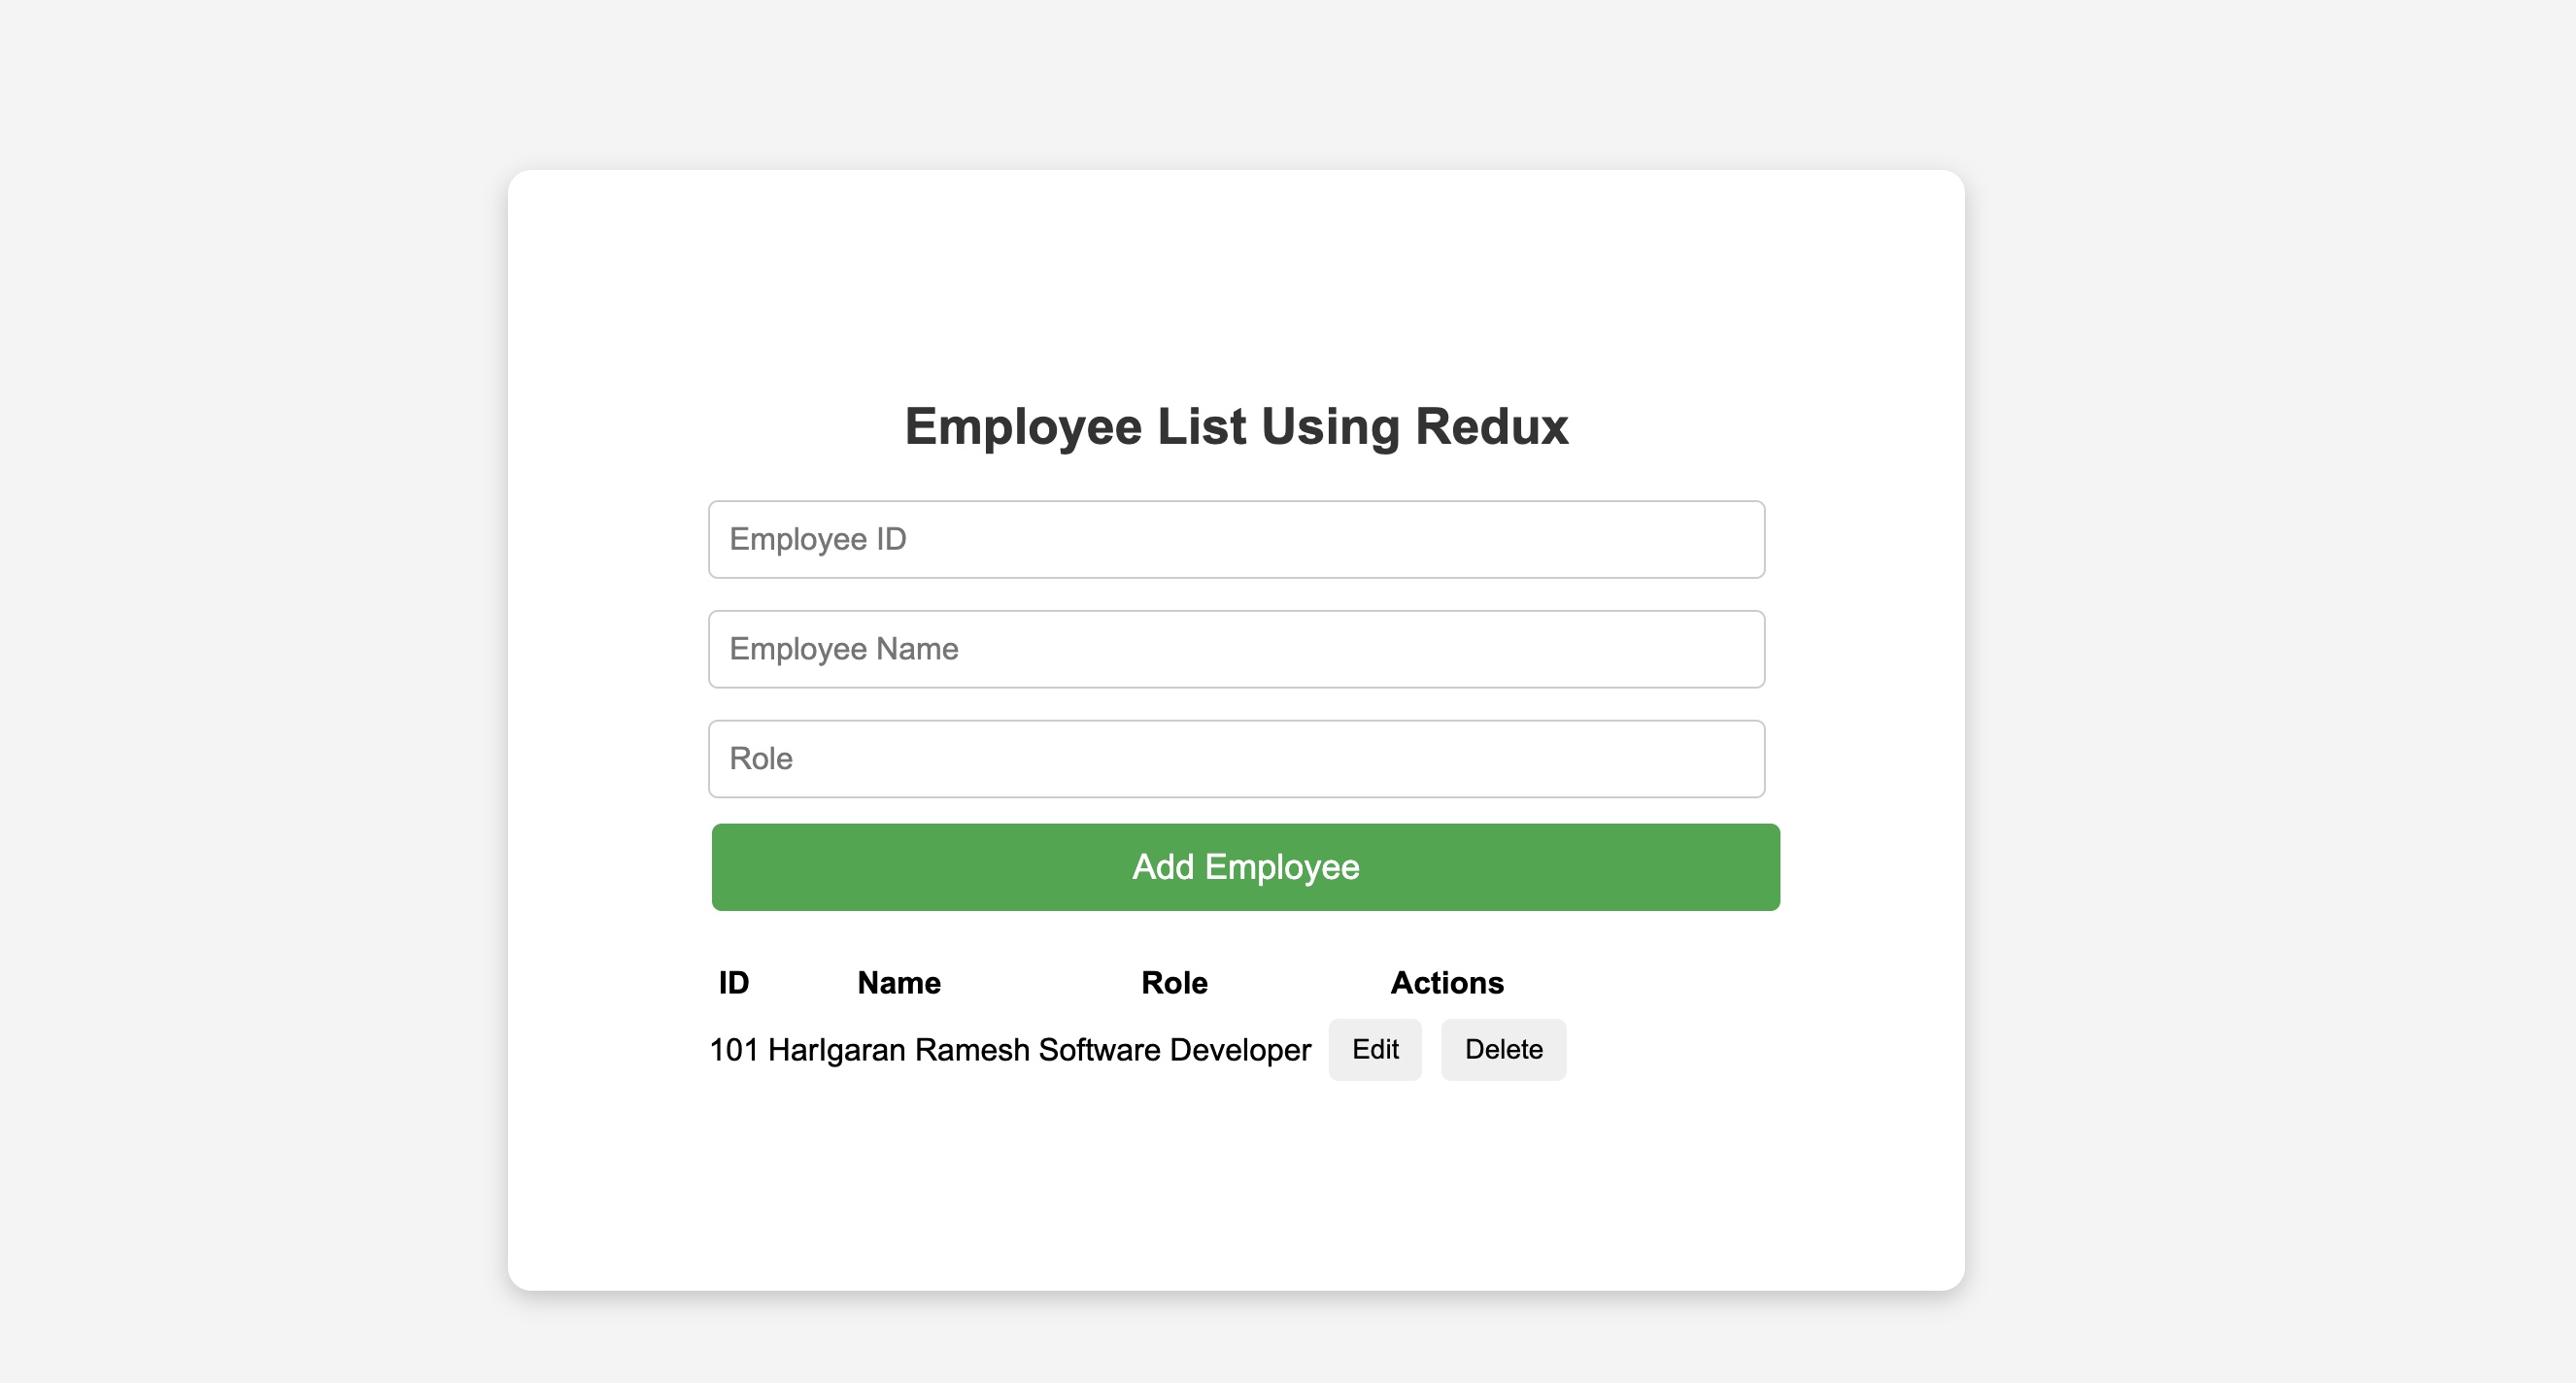 Employee List Using Redux
Employee ID
Employee Name
Role
Add Employee
ID Name Role Actions
101 Harlgaran Ramesh Software Developer Edit Delete